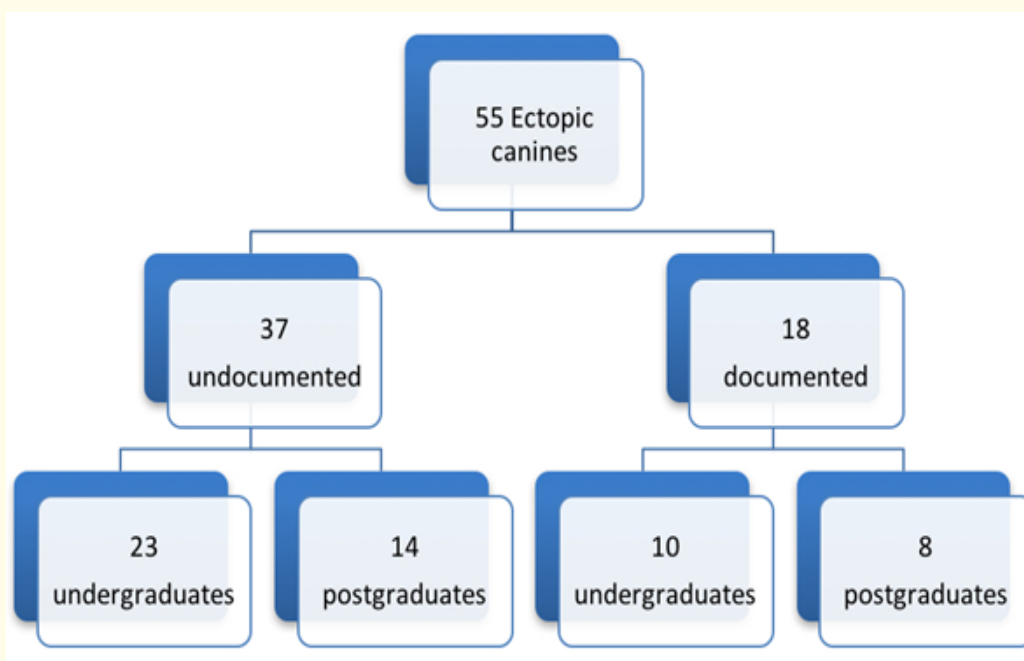 55 Ectopic
canines
37
undocumented
18
documented
23
undergraduates
14
postgraduates
10
undergraduates
8
postgraduates